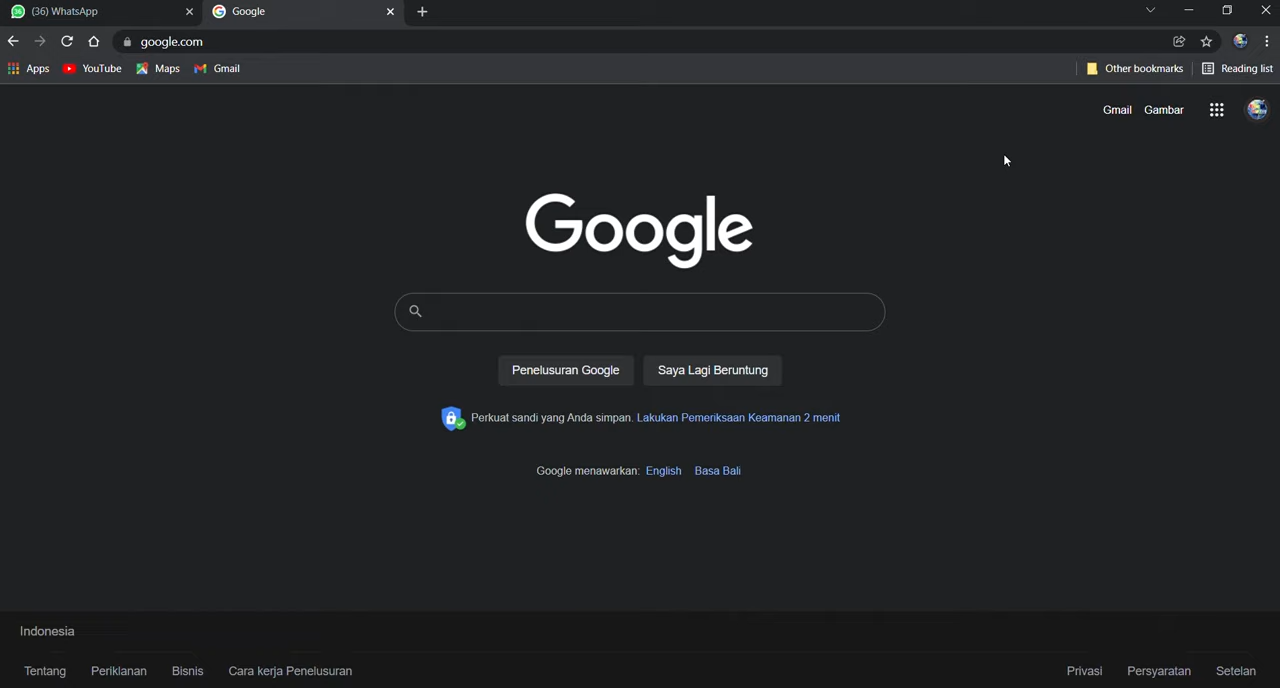 (36) WhatsApp
Google
google.com
Apps YouTube Maps Gmail Other bookmarks Reading list
Gmail Gambar
Google
Penelusuran Google Saya Lagi Beruntung
Perkuat sandi yang Anda simpan. Lakukan Pemeriksaan Keamanan 2 menit
Google menawarkan: English Basa Bali
Indonesia
Tentang Periklanan Bisnis Cara kerja Penelusuran Privasi Persyaratan Setelan